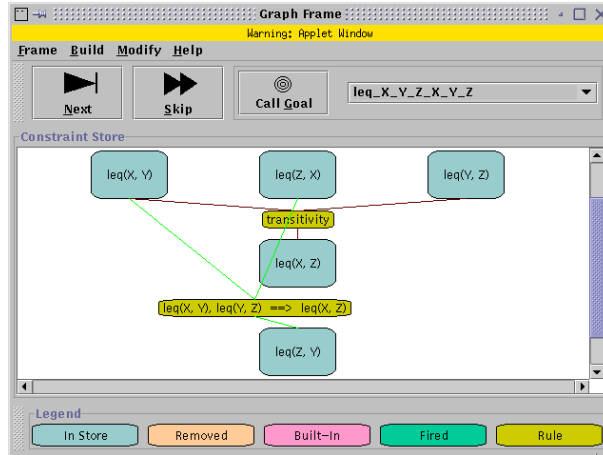 Graph Frame
Warning: Applet Window
Frame Build Modify Help
Next
Skip
Call Goal
leq_X_Y_Z_X_Y_Z
Constraint Store
leq(X, Y)
leq(Z, X)
leq(Y, Z)
transitivity
leq(X, Z)
leq(X, Y), leq(Y, Z) ==> leq(X, Z)
leq(Z, Y)
Legend
In Store
Removed
Built-In
Fired
Rule